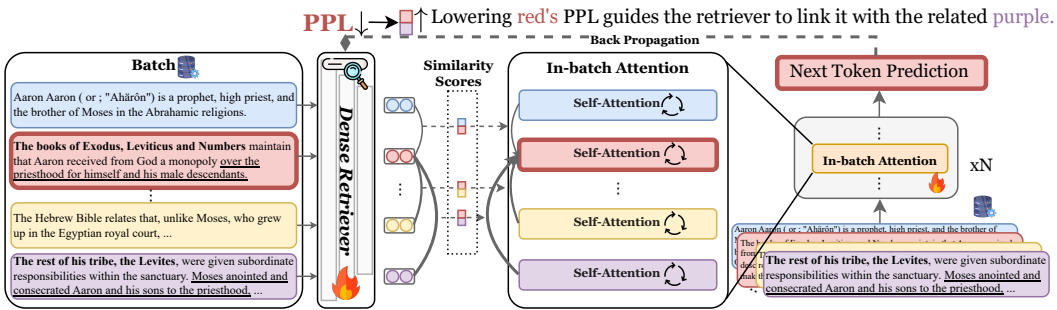 PPL↓→↑ Lowering red's PPL guides the retriever to link it with the related purple.
Back Propagation
Batch
Aaron Aaron ( or ; "Ahärôn") is a prophet, high priest, and
the brother of Moses in the Abrahamic religions.
The books of Exodus, Leviticus and Numbers maintain
that Aaron received from God a monopoly over the
priesthood for himself and his male descendants.
⋮
The Hebrew Bible relates that, unlike Moses, who grew
up in the Egyptian royal court, ...
The rest of his tribe, the Levites, were given subordinate
responsibilities within the sanctuary. Moses anointed and
consecrated Aaron and his sons to the priesthood, ...
Dense Retriever
⋮
Similarity
Scores
⋮
In-batch Attention
Self-Attention
Self-Attention
⋮
Self-Attention
Self-Attention
Next Token Prediction
⋮
In-batch Attention
⋮
xN
Aaron Aaron ( or ; "Ahärôn") is a prophet, high priest, and the brother of
The rest of his tribe, the Levites, were given subordinate
responsibilities within the sanctuary. Moses anointed and
consecrated Aaron and his sons to the priesthood, ...